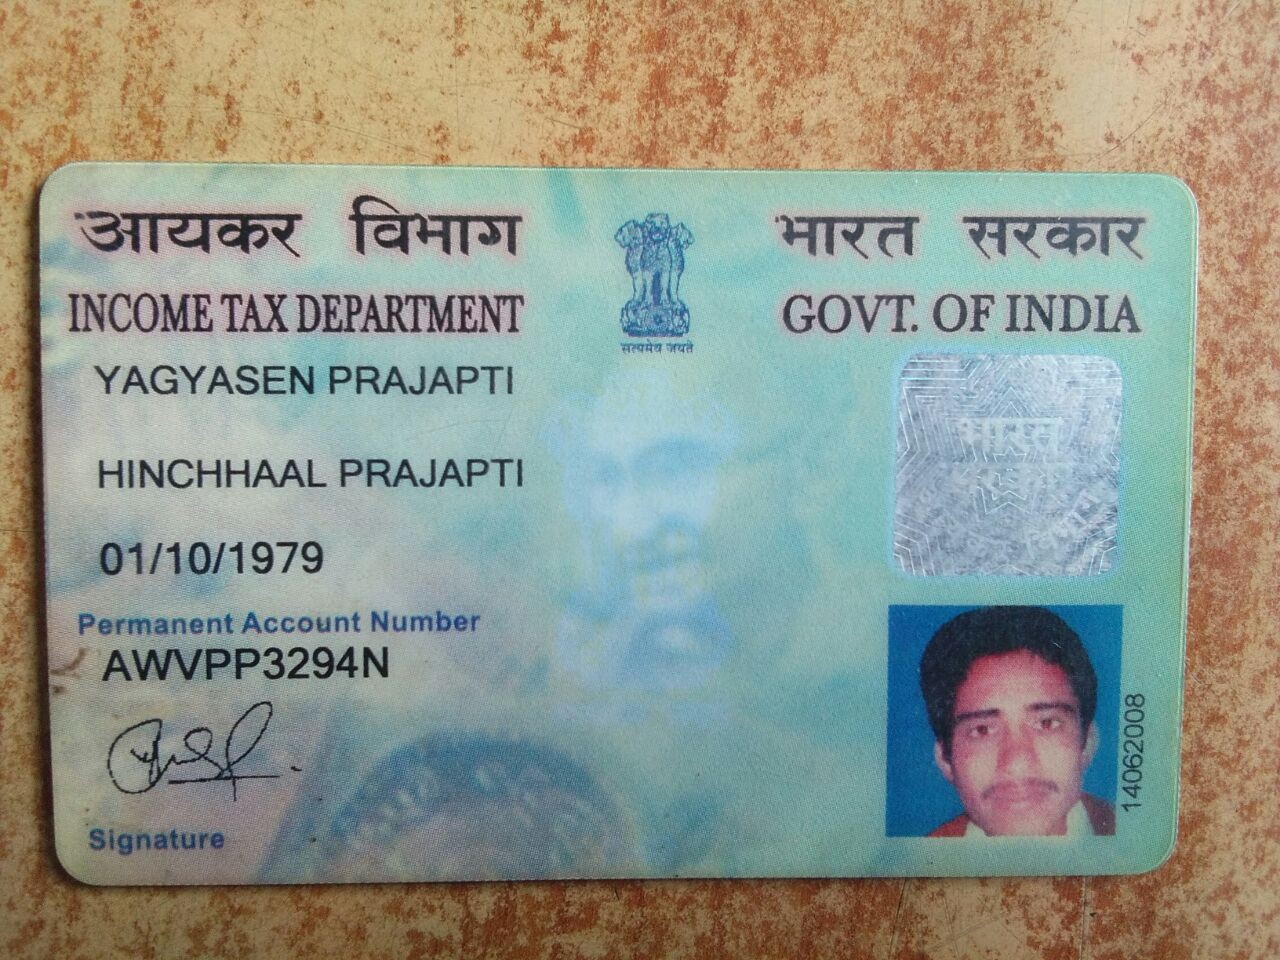 आयकर विभाग
भारत सरकार
INCOME TAX DEPARTMENT
GOVT. OF INDIA
सत्यमेव जयते
YAGYASEN PRAJAPTI
HINCHHAAL PRAJAPTI
01/10/1979
Permanent Account Number
AWVPP3294N
Signature
भारत
14062008